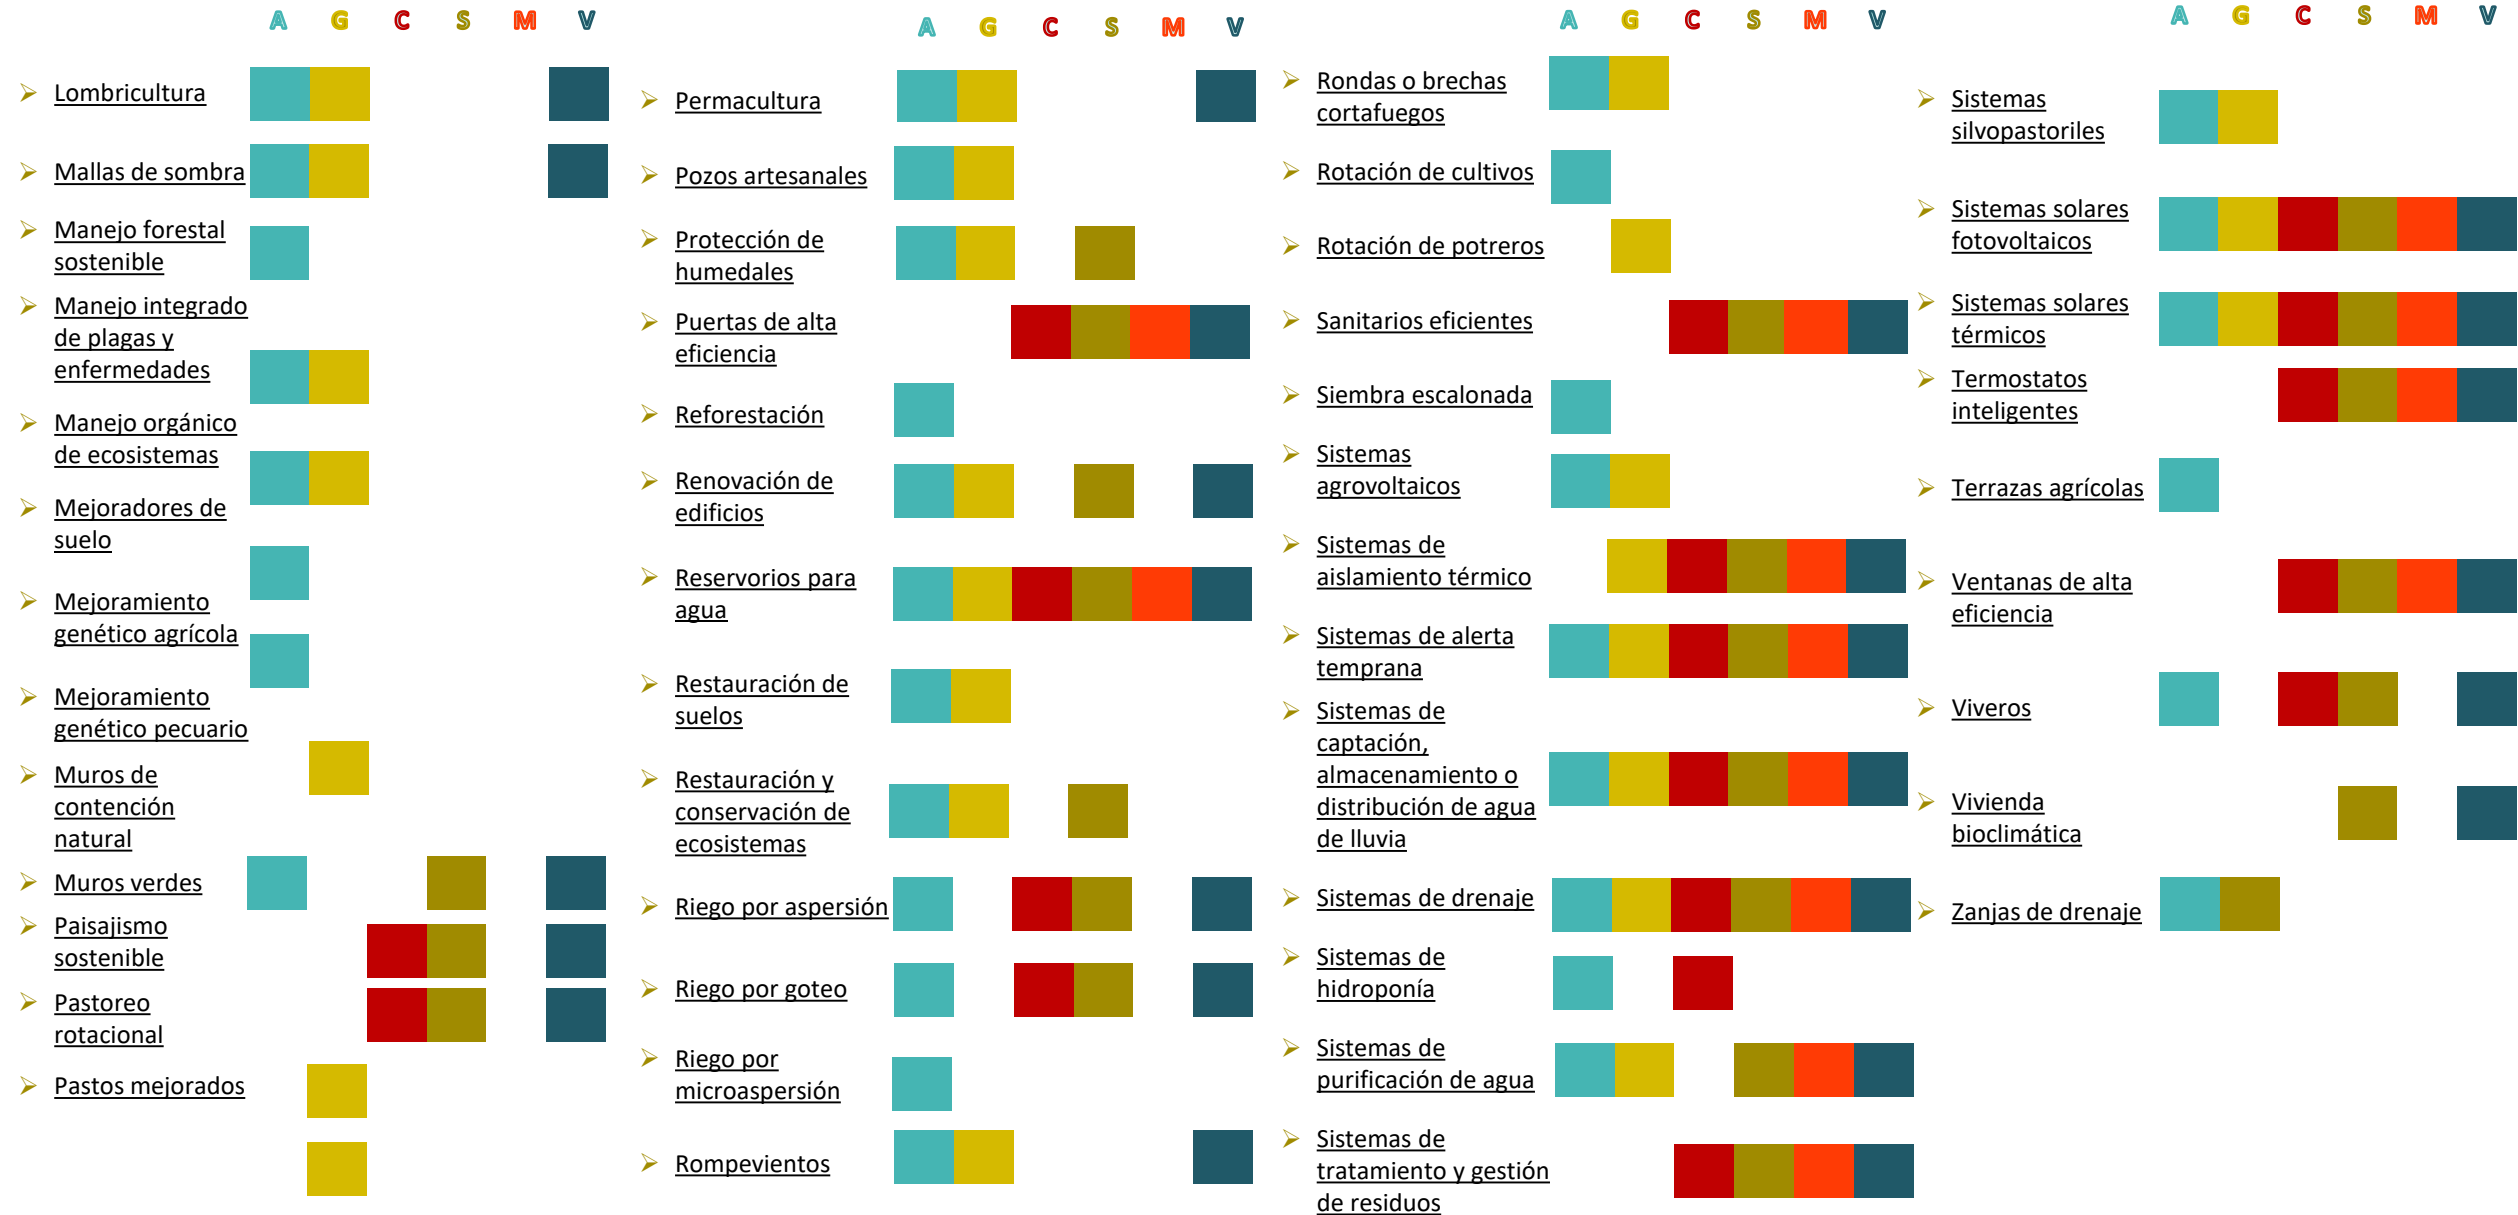 A G C S M V
Lombricultura
Mallas de sombra
Manejo forestal
sostenible
Manejo integrado
de plagas y
enfermedades
Manejo orgánico
de ecosistemas
Mejoradores de
suelo
Mejoramiento
genético agrícola
Mejoramiento
genético pecuario
Muros de
contención
natural
Muros verdes
Paisajismo
sostenible
Pastoreo
rotacional
Pastos mejorados
A G C S M V
Permacultura
Pozos artesanales
Protección de
humedales
Puertas de alta
eficiencia
Reforestación
Renovación de
edificios
Reservorios para
agua
Restauración de
suelos
Restauración y
conservación de
ecosistemas
Riego por aspersión
Riego por goteo
Riego por
microaspersión
Rompevientos
A G C S M V
Rondas o brechas
cortafuegos
Rotación de cultivos
Rotación de potreros
Sanitarios eficientes
Siembra escalonada
Sistemas
agrovoltaicos
Sistemas de
aislamiento térmico
Sistemas de alerta
temprana
Sistemas de
captación,
almacenamiento o
distribución de agua
de lluvia
Sistemas de drenaje
Sistemas de
hidroponía
Sistemas de
purificación de agua
Sistemas de
tratamiento y gestión
de residuos
A G C S M V
Sistemas
silvopastoriles
Sistemas solares
fotovoltaicos
Sistemas solares
térmicos
Termostatos
inteligentes
Terrazas agrícolas
Ventanas de alta
eficiencia
Viveros
Vivienda
bioclimática
Zanjas de drenaje